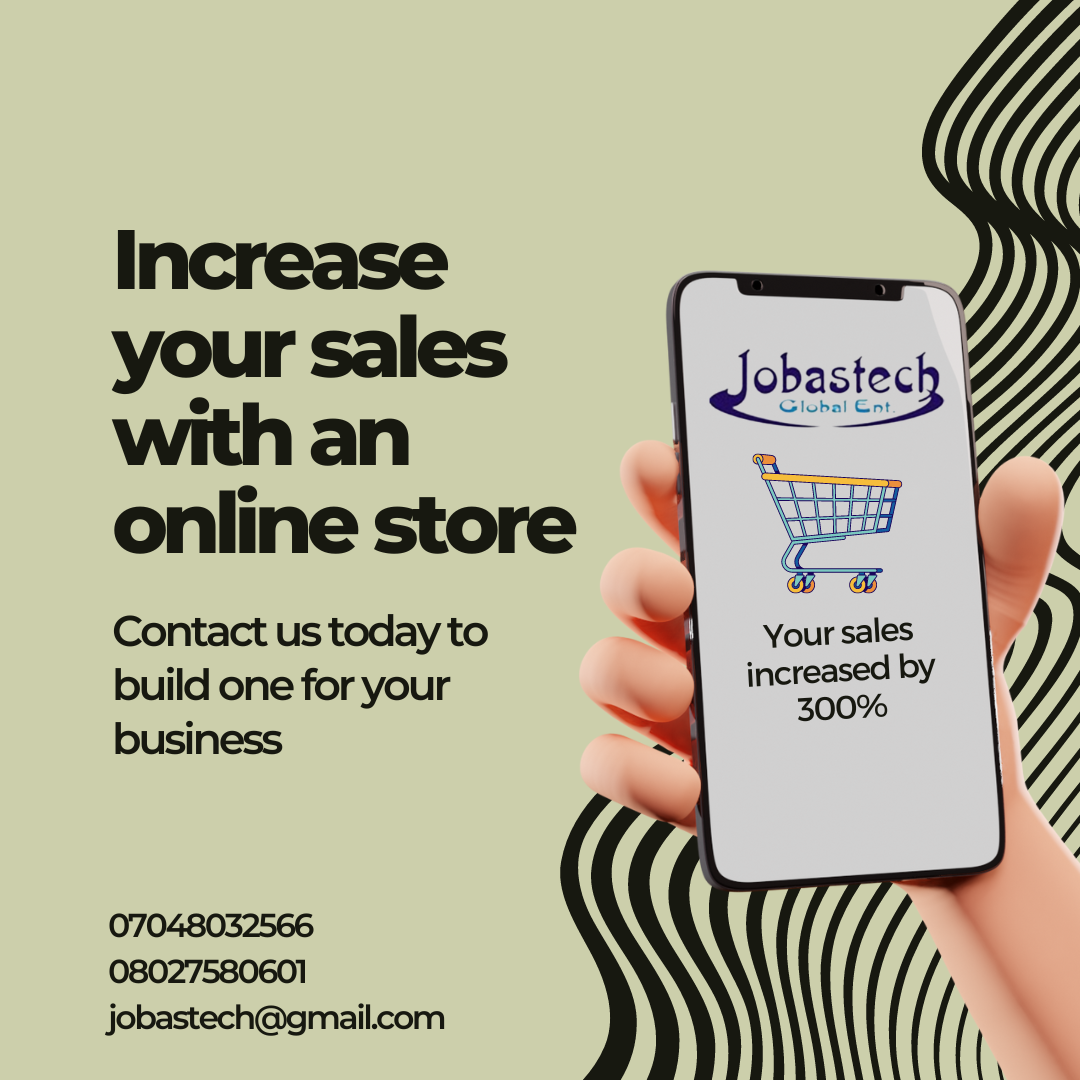 Increase
your sales
with an
online store
Contact us today to
build one for your
business
07048032566
08027580601
jobastech@gmail.com
Jobastech
Global Ent.
Your sales
increased by
300%